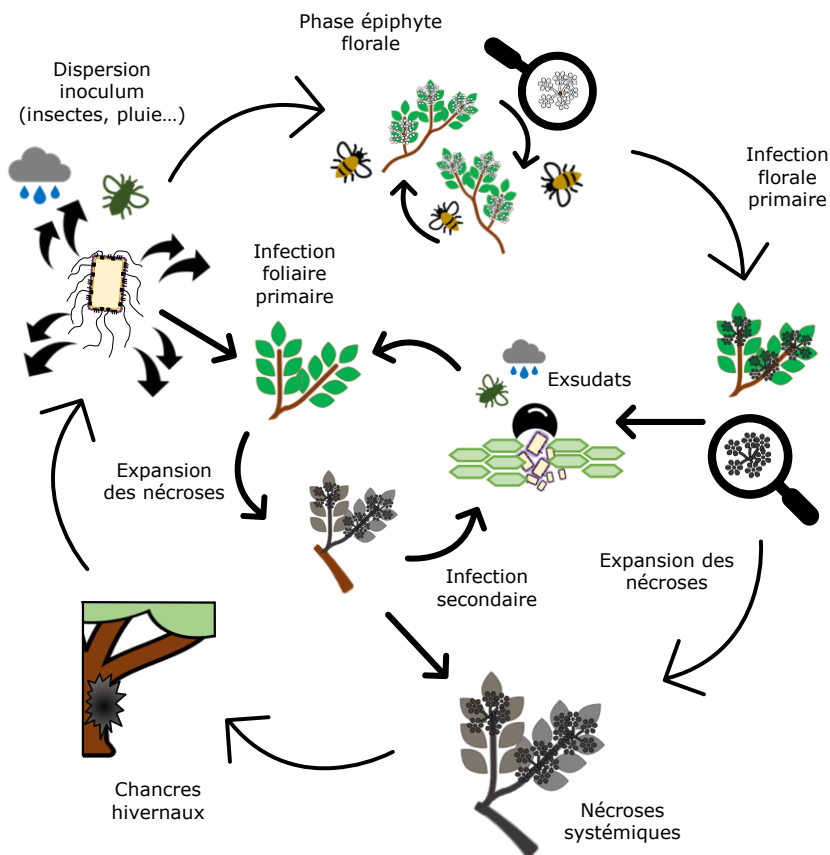 Phase épiphyte
florale
Dispersion
inoculum
(insectes, pluie…)
Infection
florale
primaire
Infection
foliaire
primaire
Exsudats
Expansion
des nécroses
Infection
secondaire
Expansion des
nécroses
Chancres
hivernaux
Nécroses
systémiques